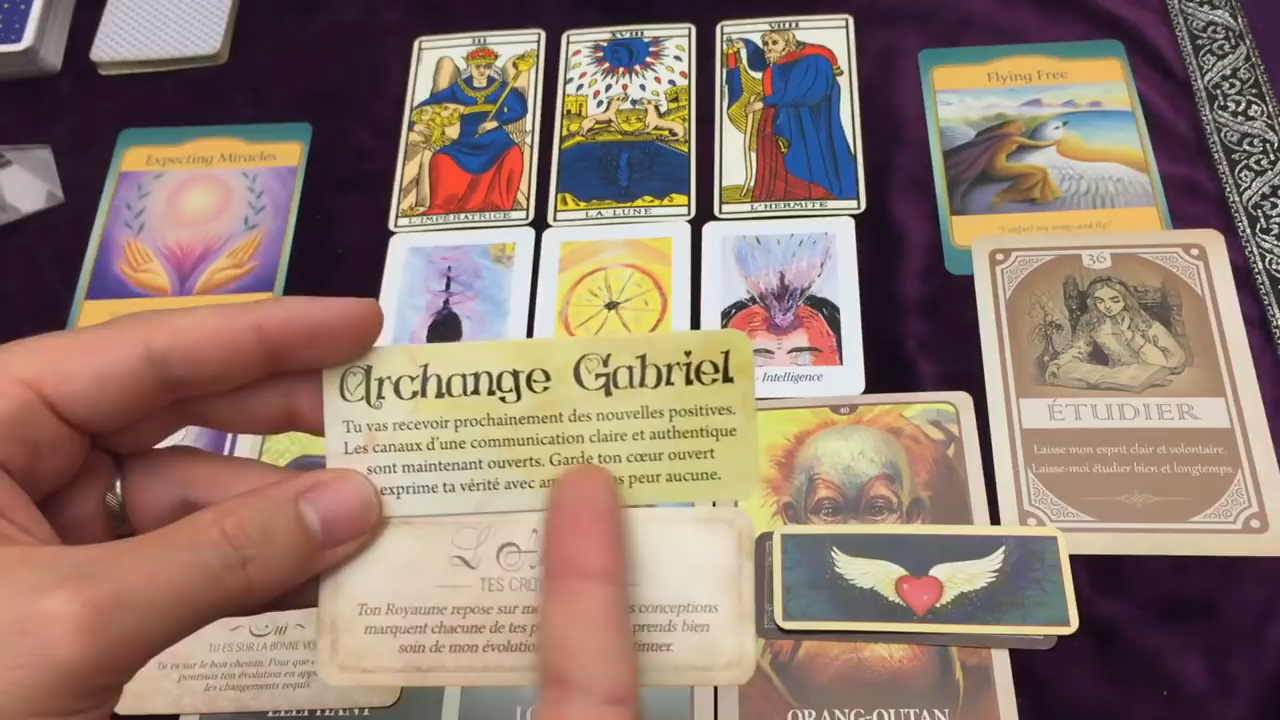 III
L'IMPÉRATRICE
XVIII
LA LUNE
VIIII
L'HERMITE
Expecting Miracles
Flying Free
"I unfurl my wings and fly!"
Intelligence
36
ÉTUDIER
Laisse mon esprit clair et volontaire.
Laisse-moi étudier bien et longtemps.
Archange Gabriel
Tu vas recevoir prochainement des nouvelles positives.
Les canaux d'une communication claire et authentique
sont maintenant ouverts. Garde ton cœur ouvert
exprime ta vérité avec peur aucune.
40
TES
Ton Royaume repose sur conceptions
marquent chacune de tes prends bien
soin de mon
Oui
TU ES SUR LA BONNE
Tu es sur le bon chemin. Pour que
poursuis ton évolution en
les changements requis.
ORANG-OUTAN